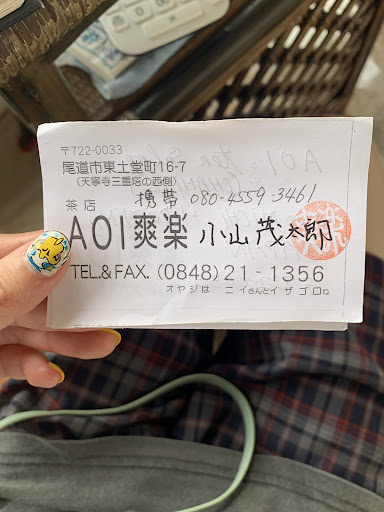 〒722-0033
尾道市東土堂町16-7
(天寧寺三重塔の西側)
携帯 080-4559-3461
茶店
AOI爽楽 小山茂太郎
TEL.&FAX. (0848) 21-1356
オヤジは ニイさんとイザゴロね